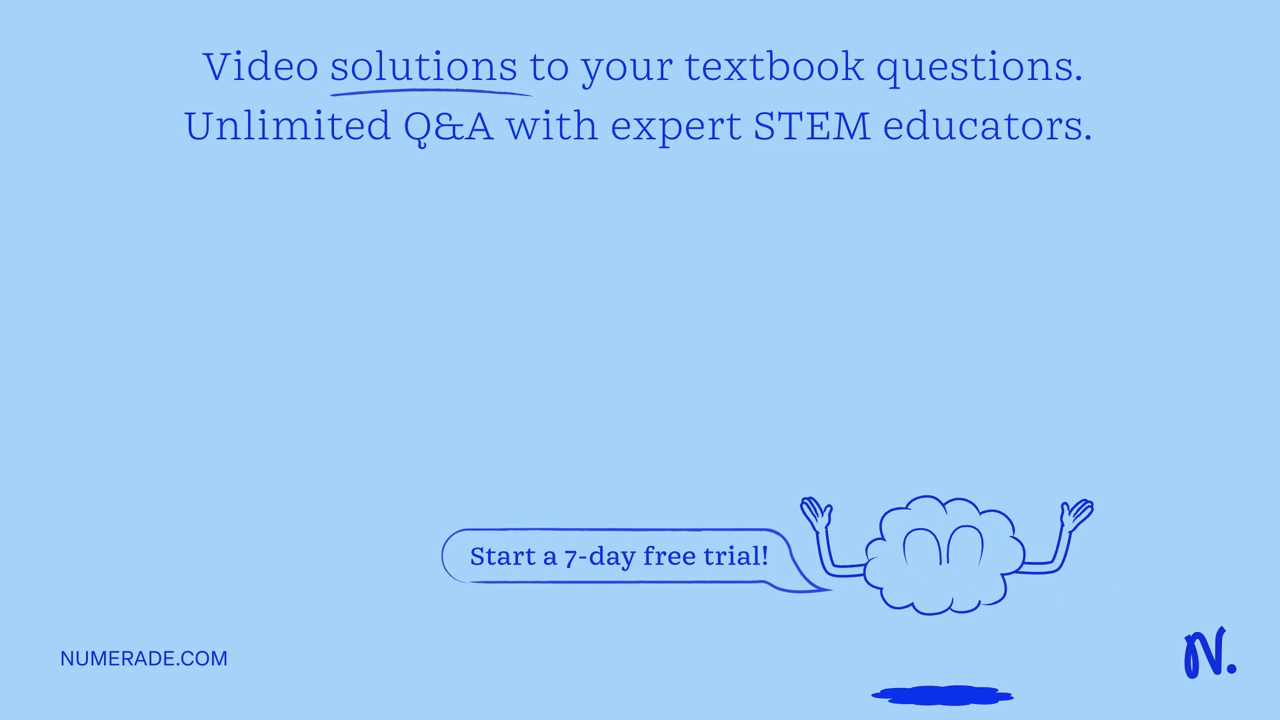 Video solutions to your textbook questions.
Unlimited Q&A with expert STEM educators.
Start a 7-day free trial!
NUMERADE.COM
N.